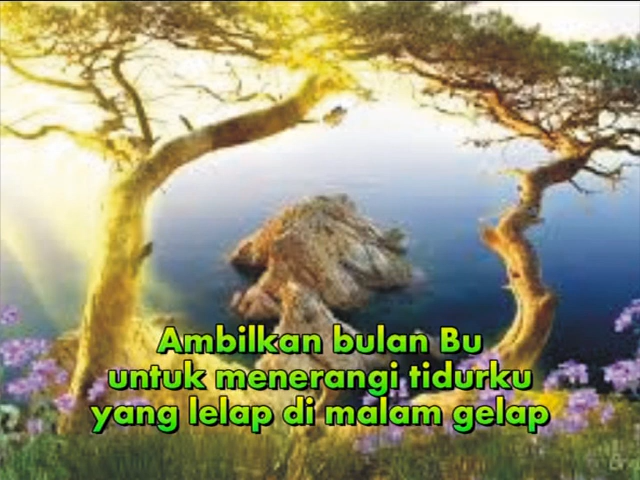 Ambilkan bulan Bu
untuk menerangi tidurku
yang lelap di malam gelap